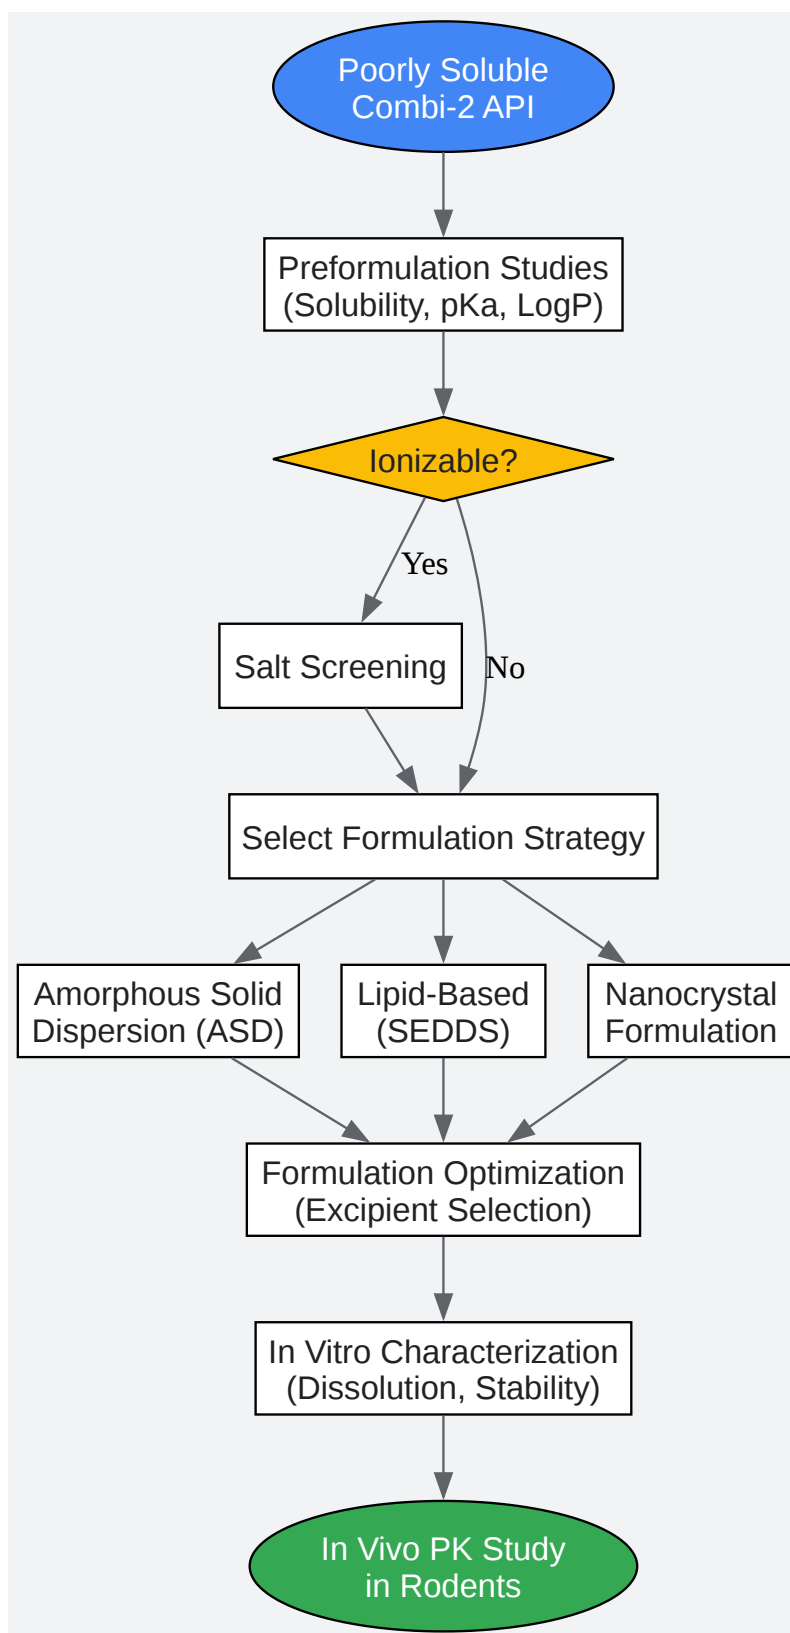 Poorly Soluble
Combi-2 API
Preformulation Studies
(Solubility, pKa, LogP)
Ionizable?
Yes
Salt Screening
No
Select Formulation Strategy
Amorphous Solid
Dispersion (ASD)
Lipid-Based
(SEDDS)
Nanocrystal
Formulation
Formulation Optimization
(Excipient Selection)
In Vitro Characterization
(Dissolution, Stability)
In Vivo PK Study
in Rodents